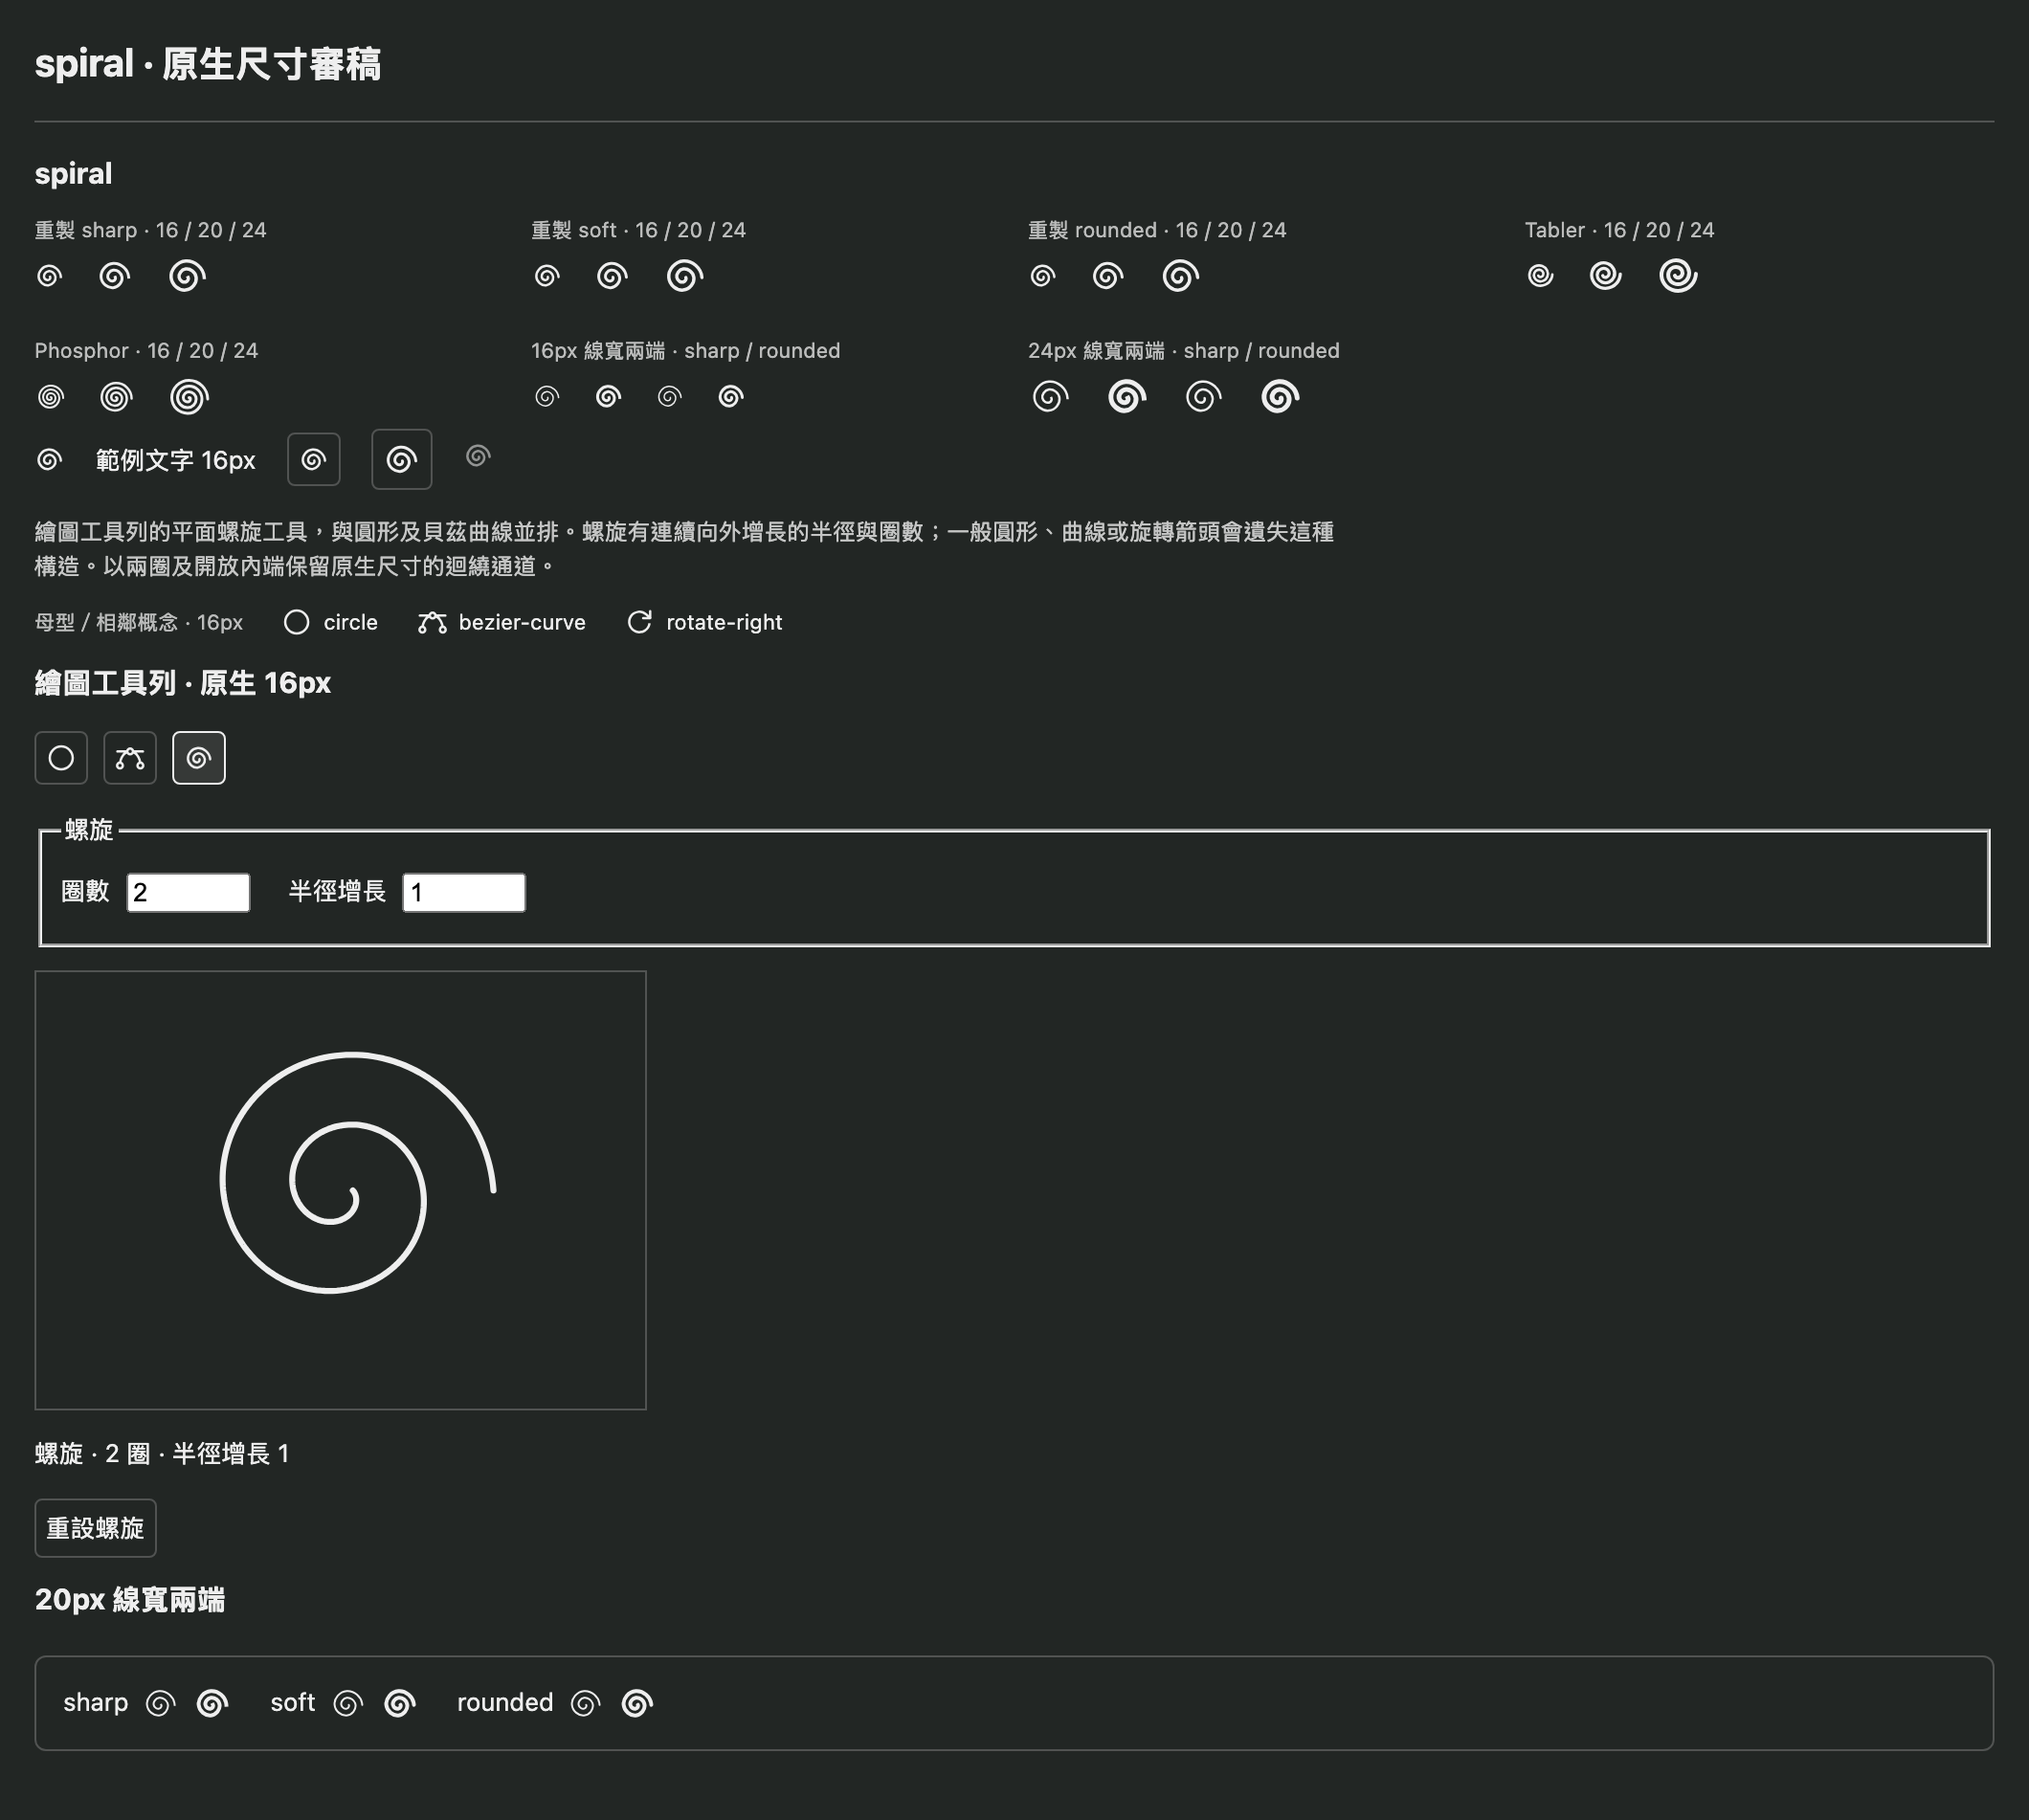 spiral · 原生尺寸審稿
spiral
重製 sharp · 16 / 20 / 24
重製 soft · 16 / 20 / 24
重製 rounded · 16 / 20 / 24
Tabler · 16 / 20 / 24
Phosphor · 16 / 20 / 24
16px 線寬兩端 · sharp / rounded
24px 線寬兩端 · sharp / rounded
範例文字 16px
繪圖工具列的平面螺旋工具，與圓形及貝茲曲線並排。螺旋有連續向外增長的半徑與圈數；一般圓形、曲線或旋轉箭頭會遺失這種
構造。以兩圈及開放內端保留原生尺寸的迴繞通道。
母型 / 相鄰概念 · 16px circle bezier-curve rotate-right
繪圖工具列 · 原生 16px
螺旋
圈數 2 半徑增長 1
螺旋 · 2 圈 · 半徑增長 1
重設螺旋
20px 線寬兩端
sharp soft rounded